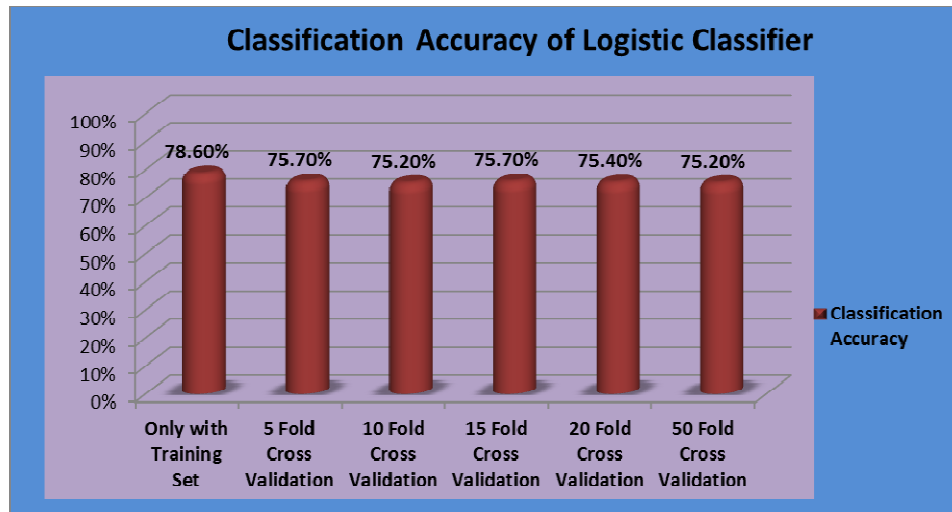 Classification Accuracy of Logistic Classifier
100%
90%
80%
70%
60%
50%
40%
30%
20%
10%
0%
78.60%
75.70%
75.20%
75.70%
75.40%
75.20%
Only with
Training
Set
5 Fold
Cross
Validation
10 Fold
Cross
Validation
15 Fold
Cross
Validation
20 Fold
Cross
Validation
50 Fold
Cross
Validation
Classification
Accuracy